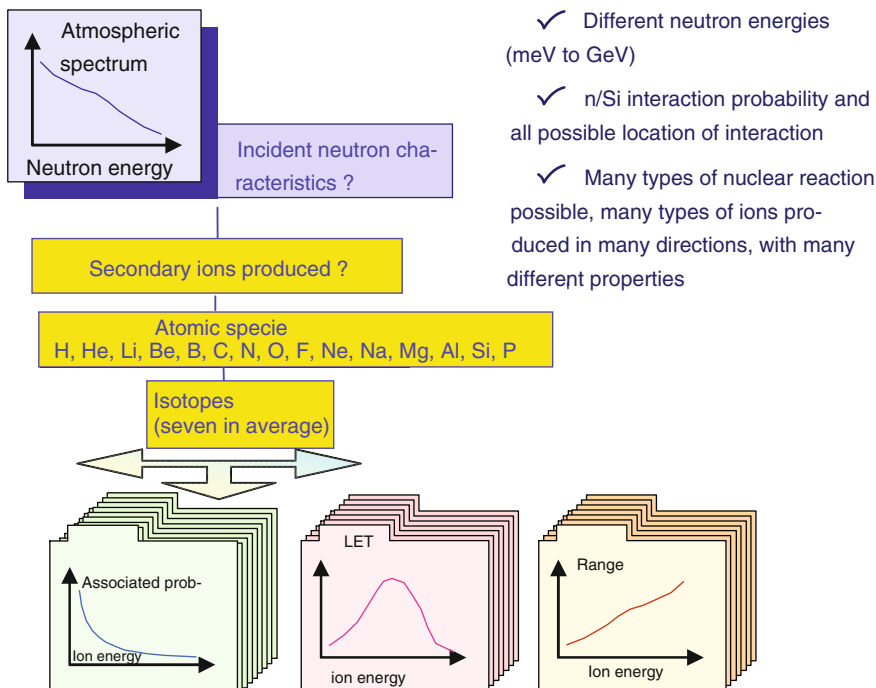 Atmospheric
spectrum
Neutron energy
Incident neutron cha-
racteristics ?
Secondary ions produced ?
Atomic specie
H, He, Li, Be, B, C, N, O, F, Ne, Na, Mg, Al, Si, P
Isotopes
(seven in average)
Associated prob-
Ion energy
LET
ion energy
Range
Ion energy
✓ Different neutron energies
(meV to GeV)
✓ n/Si interaction probability and
all possible location of interaction
✓ Many types of nuclear reaction
possible, many types of ions pro-
duced in many directions, with many
different properties